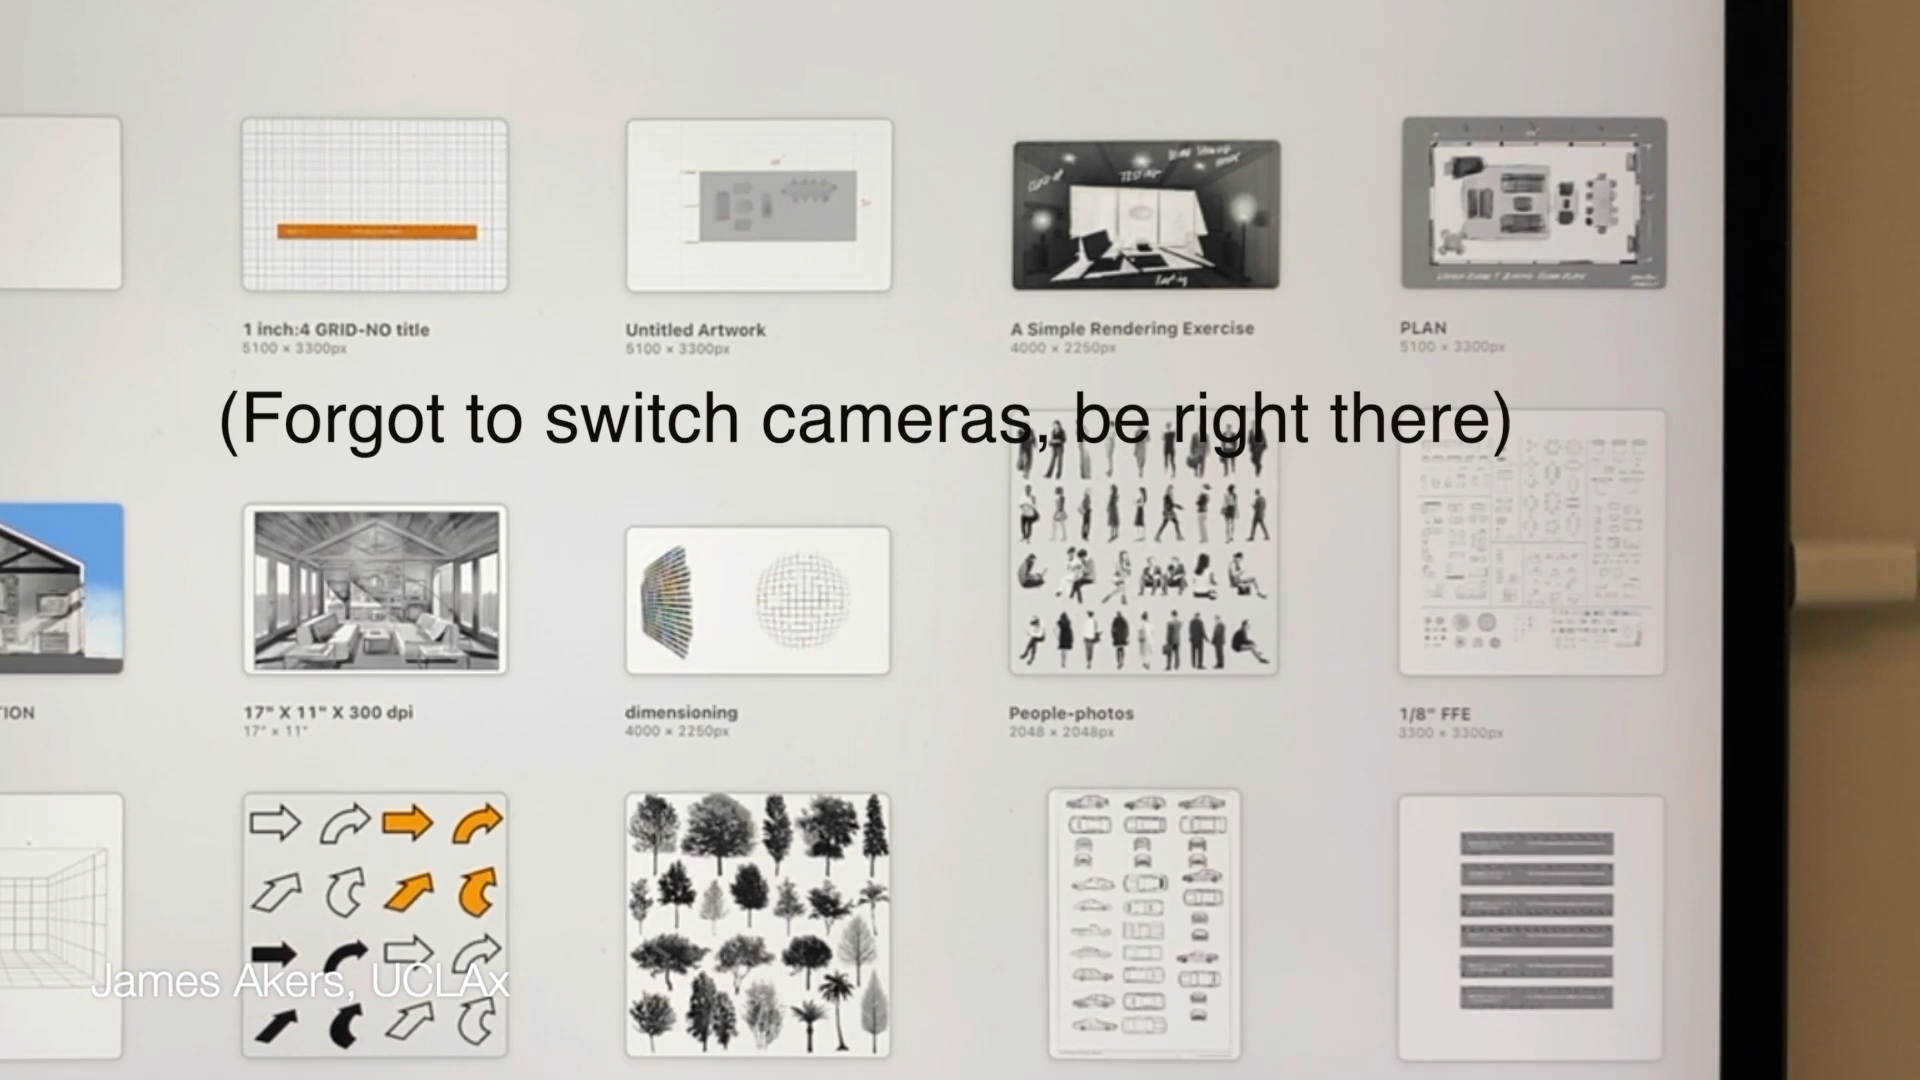 1 inch:4 GRID-NO title
5100 × 3300px
Untitled Artwork
5100 × 3300px
A Simple Rendering Exercise
4000 × 2250px
PLAN
5100 × 3300px
(Forgot to switch cameras, be right there)
TION
17" X 11" X 300 dpi
17" × 11"
dimensioning
4000 × 2250px
People-photos
2048 × 2048px
1/8" FFE
3300 × 3300px
James Akers, UCLAx